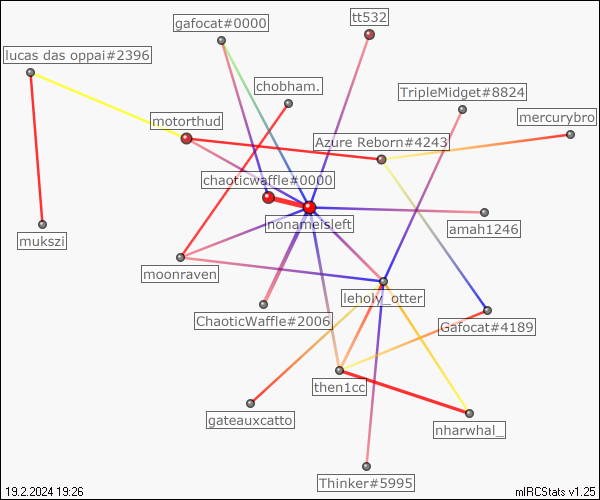 gafocat#0000
tt532
lucas das oppai#2396
chobham.
TripleMidget#8824
mercurybro
motorthud
Azure Reborn#4243
chaoticwaffle#0000
nonameisleft
amah1246
mukszi
moonraven
leholy_otter
ChaoticWaffle#2006
Gafocat#4189
then1cc
gateauxcatto
nharwhal_
Thinker#5995
19.2.2024 19:26
mIRCStats v1.25